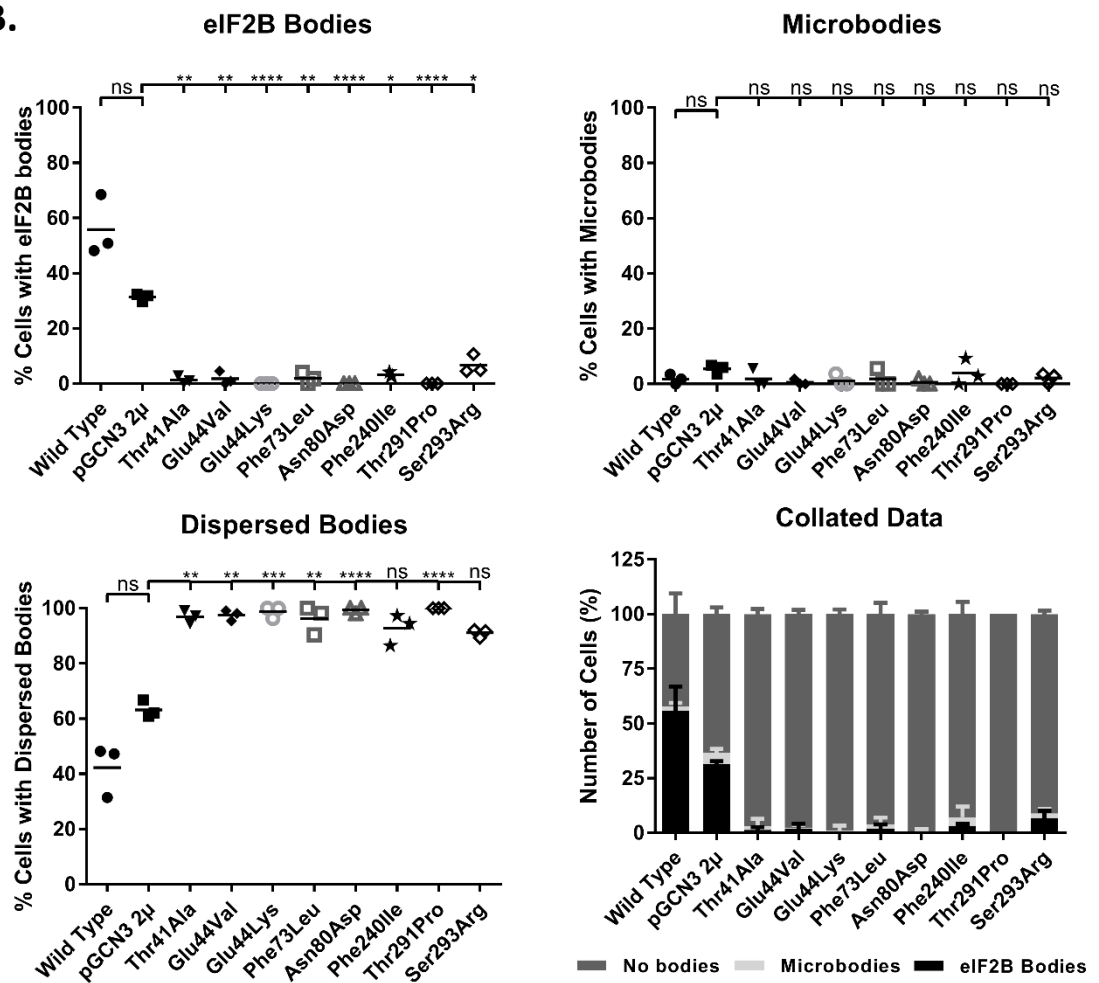 B.
eIF2B Bodies
ns ** ** **** ** **** * **** *
% Cells with eIF2B bodies
100
80
60
40
20
0
Wild Type
pGCN3 2µ
Thr41Ala
Glu44Val
Glu44Lys
Phe73Leu
Asn80Asp
Phe240Ile
Thr291Pro
Ser293Arg
Microbodies
ns ns ns ns ns ns ns ns ns
% Cells with Microbodies
100
80
60
40
20
0
Wild Type
pGCN3 2µ
Thr41Ala
Glu44Val
Glu44Lys
Phe73Leu
Asn80Asp
Phe240Ile
Thr291Pro
Ser293Arg
Dispersed Bodies
ns ** ** *** ** **** ns **** ns
% Cells with Dispersed Bodies
100
80
60
40
20
0
Wild Type
pGCN3 2µ
Thr41Ala
Glu44Val
Glu44Lys
Phe73Leu
Asn80Asp
Phe240Ile
Thr291Pro
Ser293Arg
Collated Data
Number of Cells (%)
125
100
75
50
25
0
Wild Type
pGCN3 2µ
Thr41Ala
Glu44Val
Glu44Lys
Phe73Leu
Asn80Asp
Phe240Ile
Thr291Pro
Ser293Arg
No bodies Microbodies eIF2B Bodies